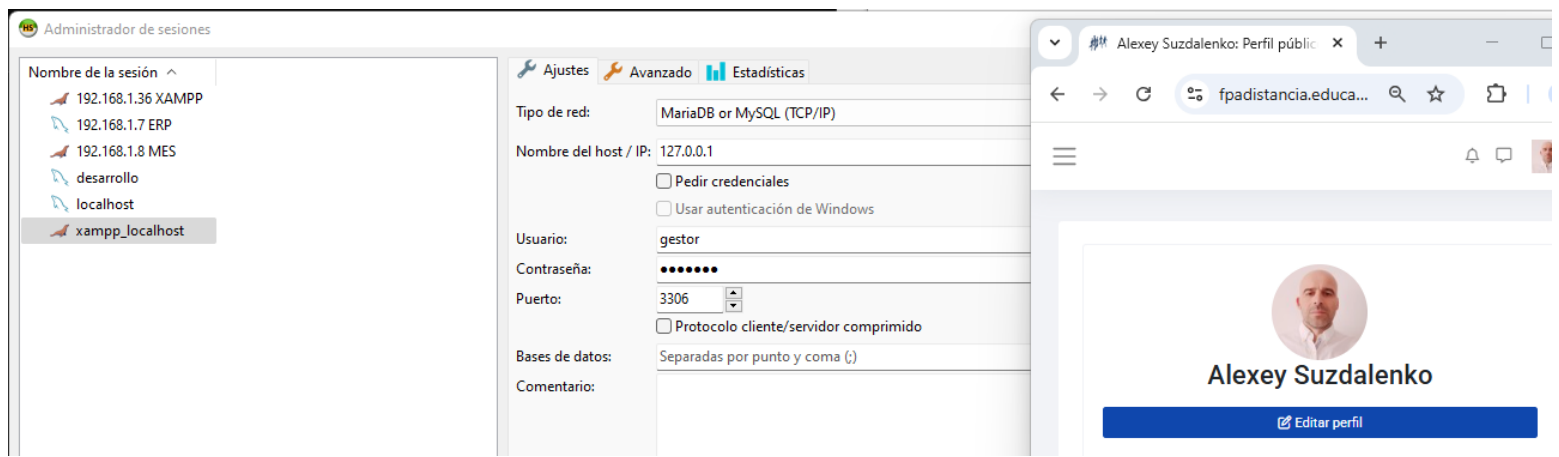 HS Administrador de sesiones
Nombre de la sesión
192.168.1.36 XAMPP
192.168.1.7 ERP
192.168.1.8 MES
desarrollo
localhost
xampp_localhost
Ajustes Avanzado Estadísticas
Tipo de red: MariaDB or MySQL (TCP/IP)
Nombre del host / IP: 127.0.0.1
Pedir credenciales
Usar autenticación de Windows
Usuario: gestor
Contraseña: ●●●●●●●
Puerto: 3306
Protocolo cliente/servidor comprimido
Bases de datos: Separadas por punto y coma (;)
Comentario:
Alexey Suzdalenko: Perfil públic
fpadistancia.educa...
Alexey Suzdalenko
Editar perfil